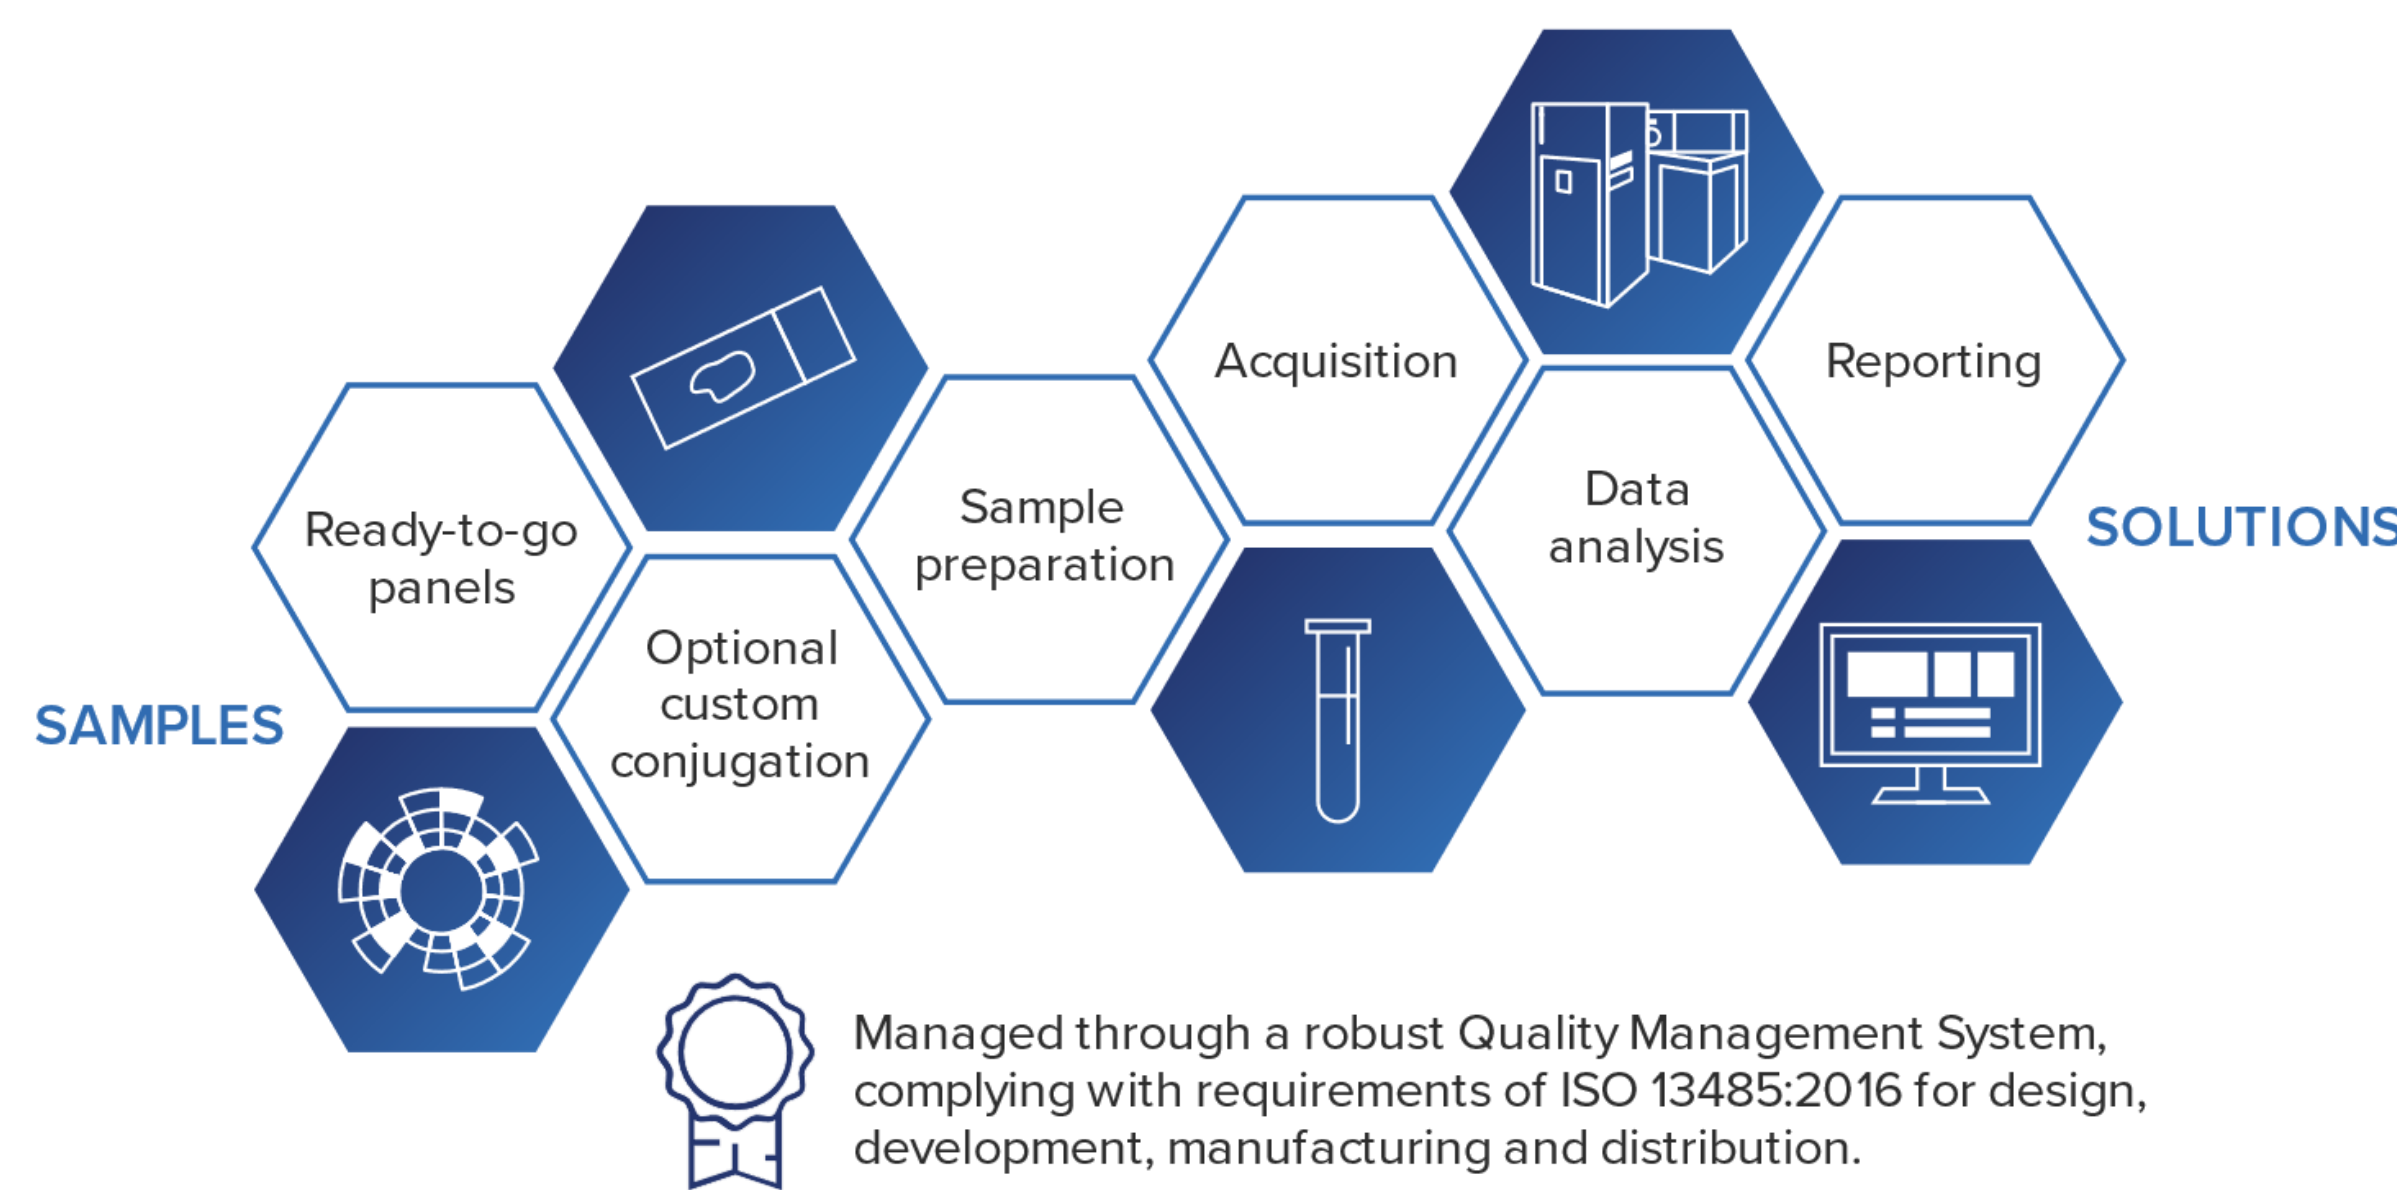 SAMPLES
Ready-to-go
panels
Optional
custom
conjugation
Sample
preparation
Acquisition
Data
analysis
Reporting
SOLUTIONS
Managed through a robust Quality Management System,
complying with requirements of ISO 13485:2016 for design,
development, manufacturing and distribution.